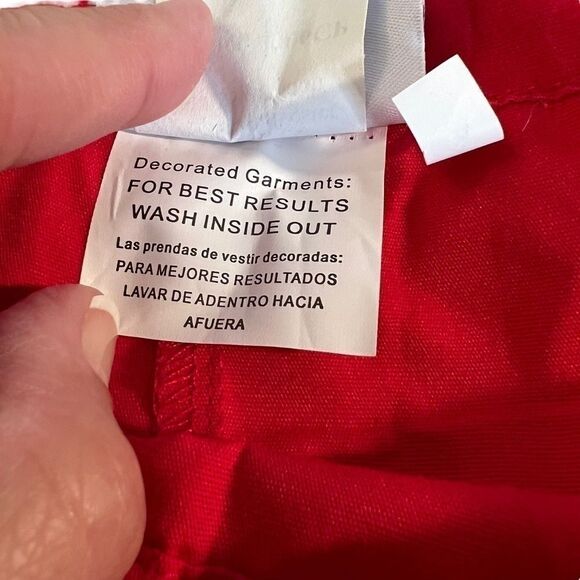 Decorated Garments:
FOR BEST RESULTS
WASH INSIDE OUT
Las prendas de vestir decoradas:
PARA MEJORES RESULTADOS
LAVAR DE ADENTRO HACIA
AFUERA